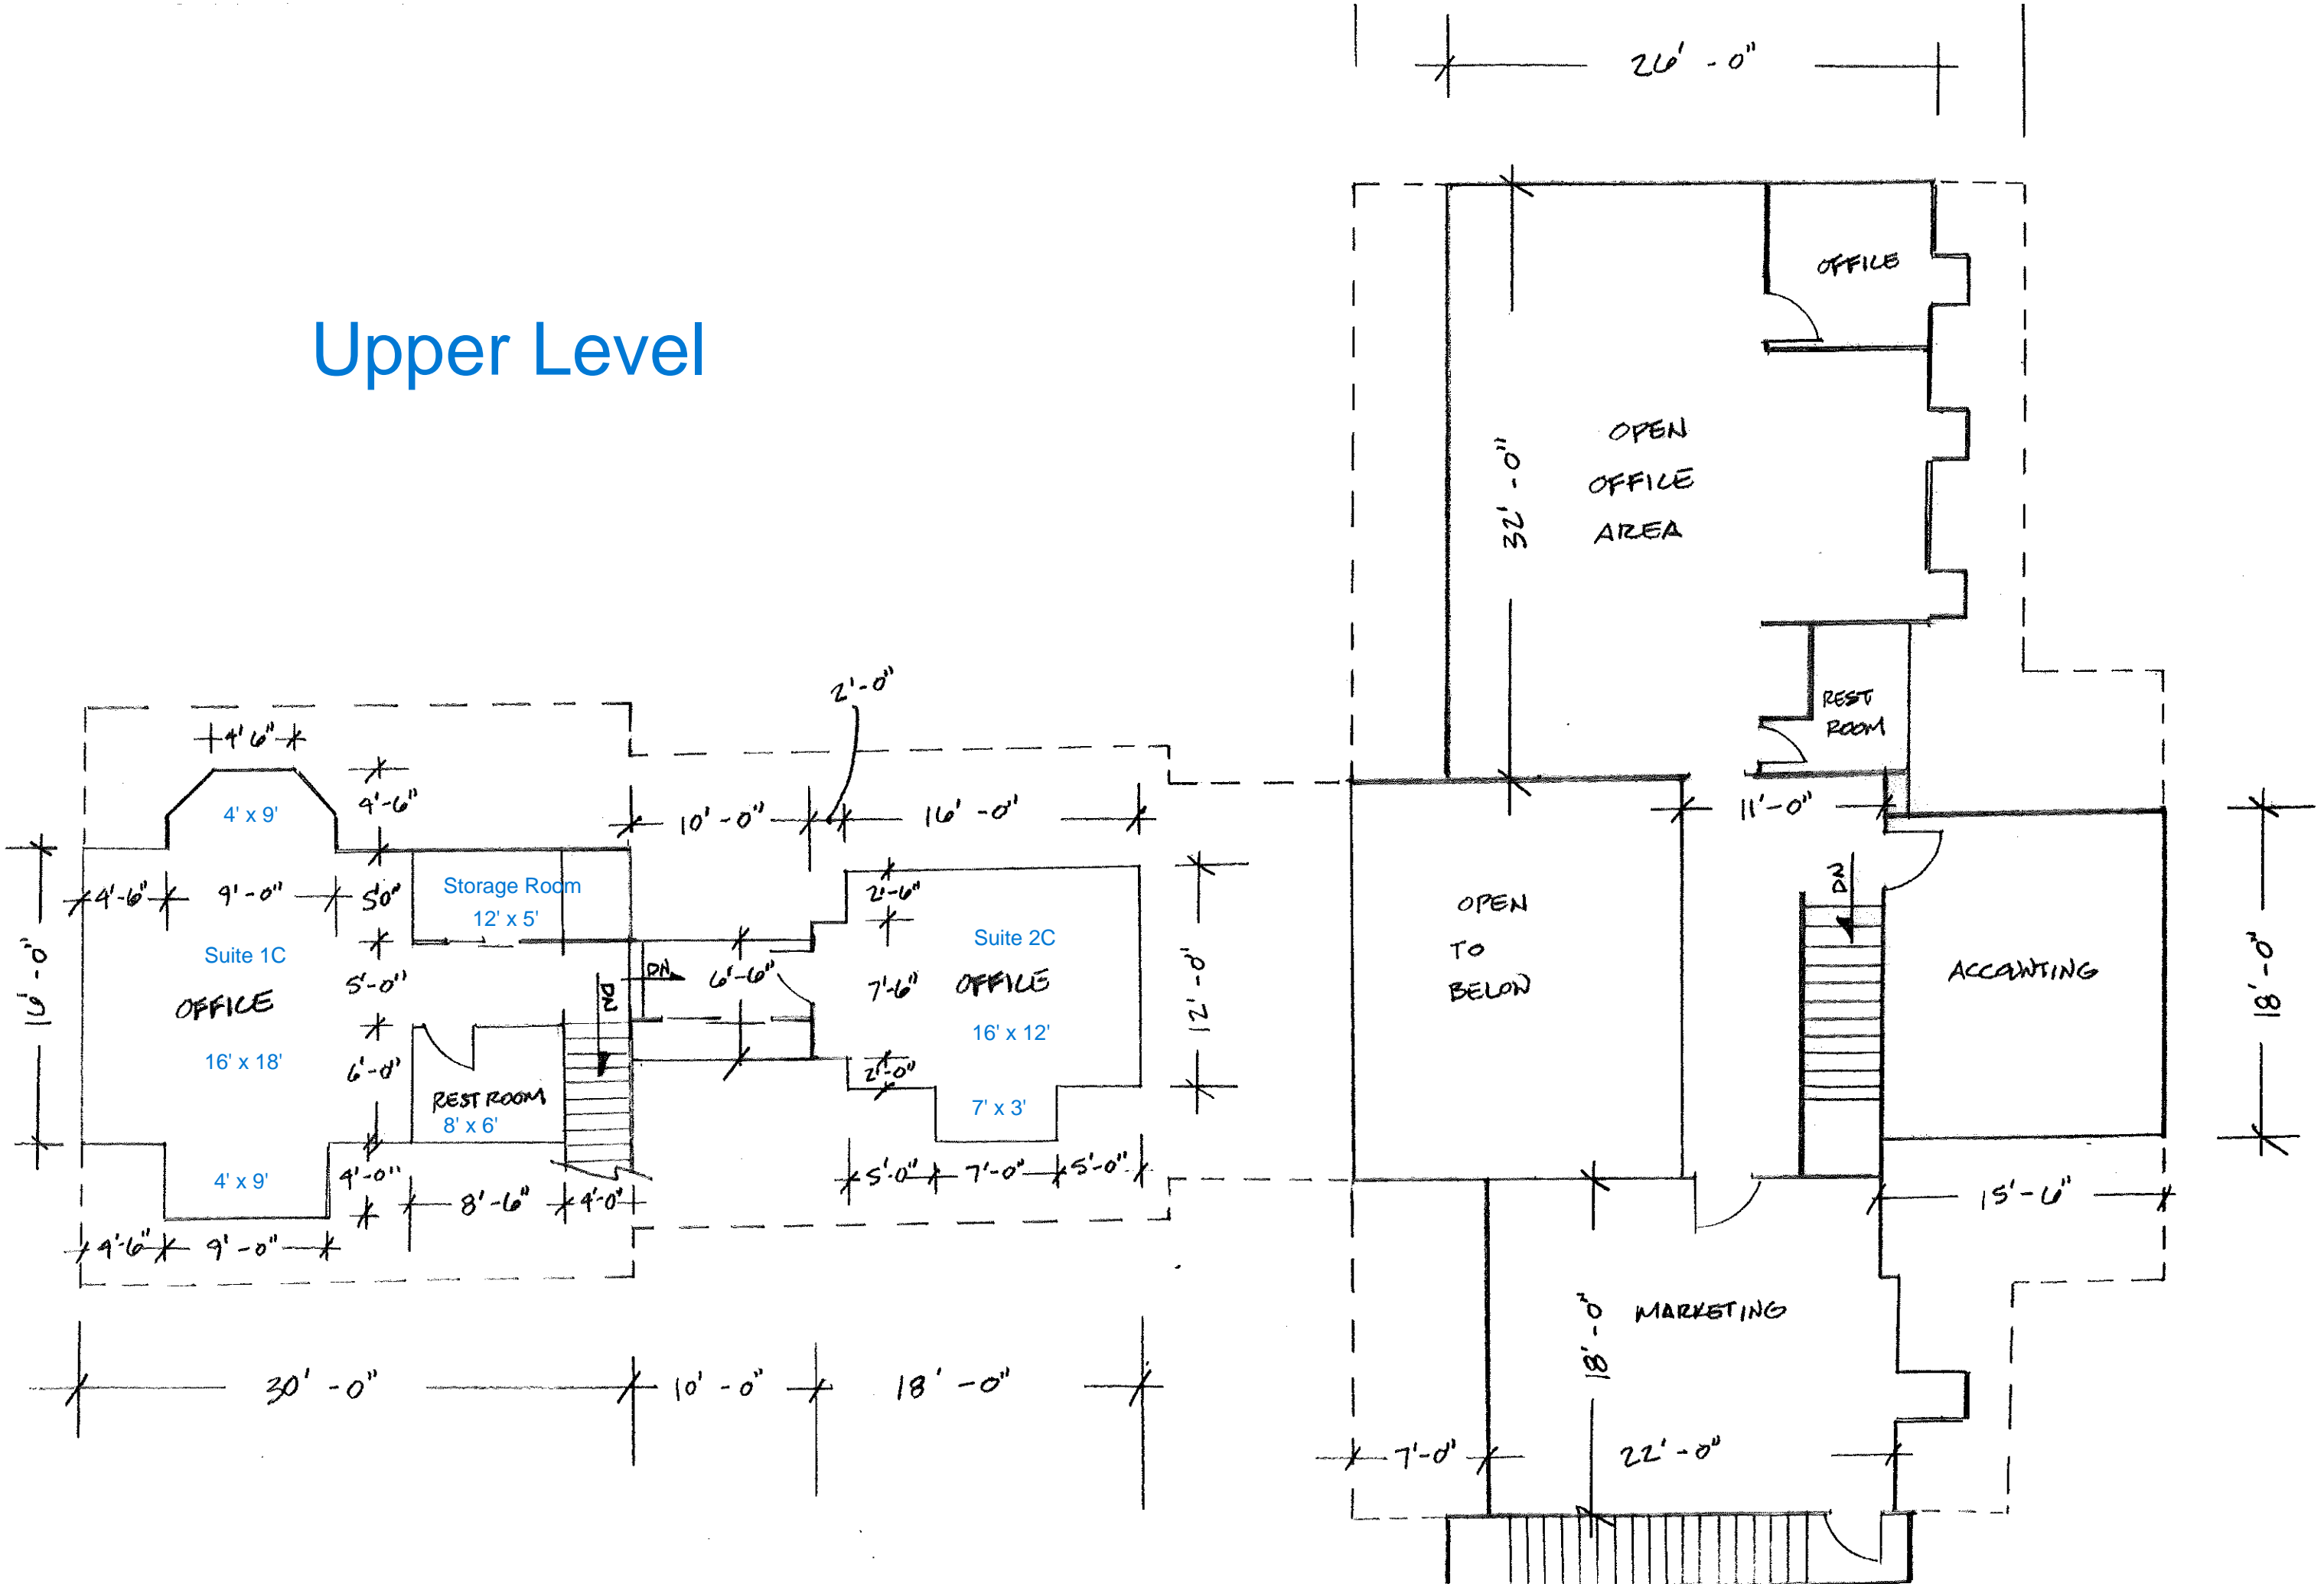 26'-0"
OFFICE
Upper Level
OPEN
OFFICE
AREA
32'-0"
2'-0"
REST
ROOM
4'6"
4'-6"
4' x 9'
10'-0"
16'-0"
11'-0"
4'-6"
9'-0"
5'0"
Storage Room
12' x 5'
2'-6"
Suite 1C
OFFICE
16' x 18'
16'-0"
5'-0"
6'-0"
DN
DN
6'-6"
7'-6"
Suite 2C
OFFICE
16' x 12'
12'-0"
2'-0"
7' x 3'
REST ROOM
8' x 6'
OPEN
TO
BELOW
DN
ACCOUNTING
18'-0"
4' x 9'
4'-0"
8'-6"
4'-0"
5'-0"
7'-0"
5'-0"
15'-6"
4'-6"
9'-0"
MARKETING
18'-0"
30'-0"
10'-0"
18'-0"
7'-0"
22'-0"